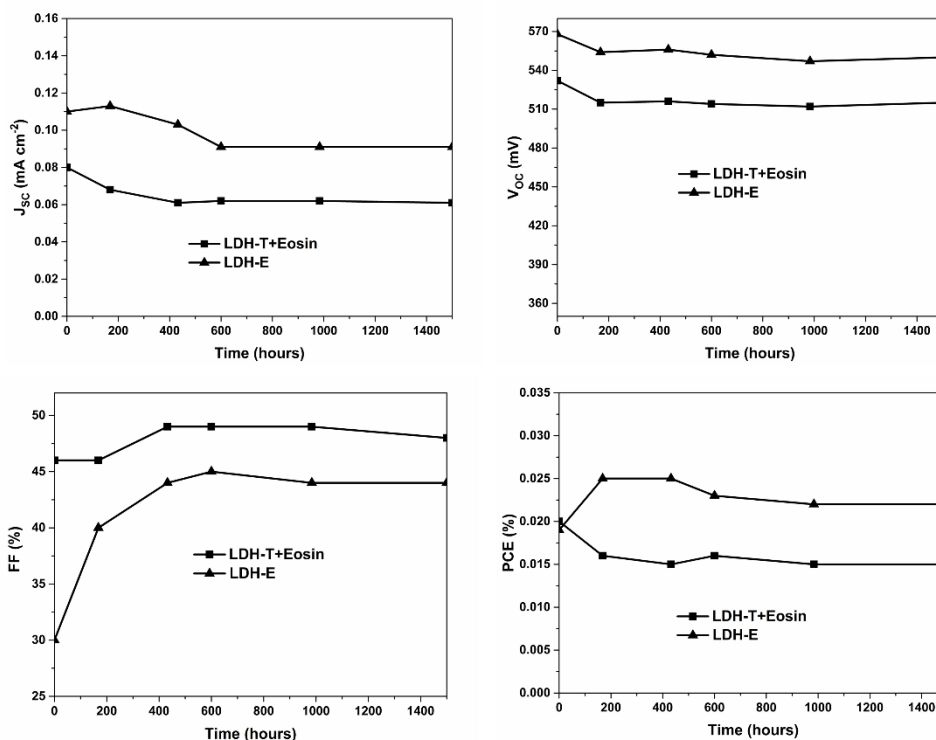 0.16
0.14
0.12
0.10
0.08
0.06
0.04
0.02
0.00
J_SC (mA cm⁻²)
LDH-T+Eosin
LDH-E
0 200 400 600 800 1000 1200 1400
Time (hours)
570
540
510
480
450
420
390
360
V_OC (mV)
LDH-T+Eosin
LDH-E
0 200 400 600 800 1000 1200 1400
Time (hours)
50
45
40
35
30
25
FF (%)
LDH-T+Eosin
LDH-E
0 200 400 600 800 1000 1200 1400
Time (hours)
0.035
0.030
0.025
0.020
0.015
0.010
0.005
0.000
PCE (%)
LDH-T+Eosin
LDH-E
0 200 400 600 800 1000 1200 1400
Time (hours)